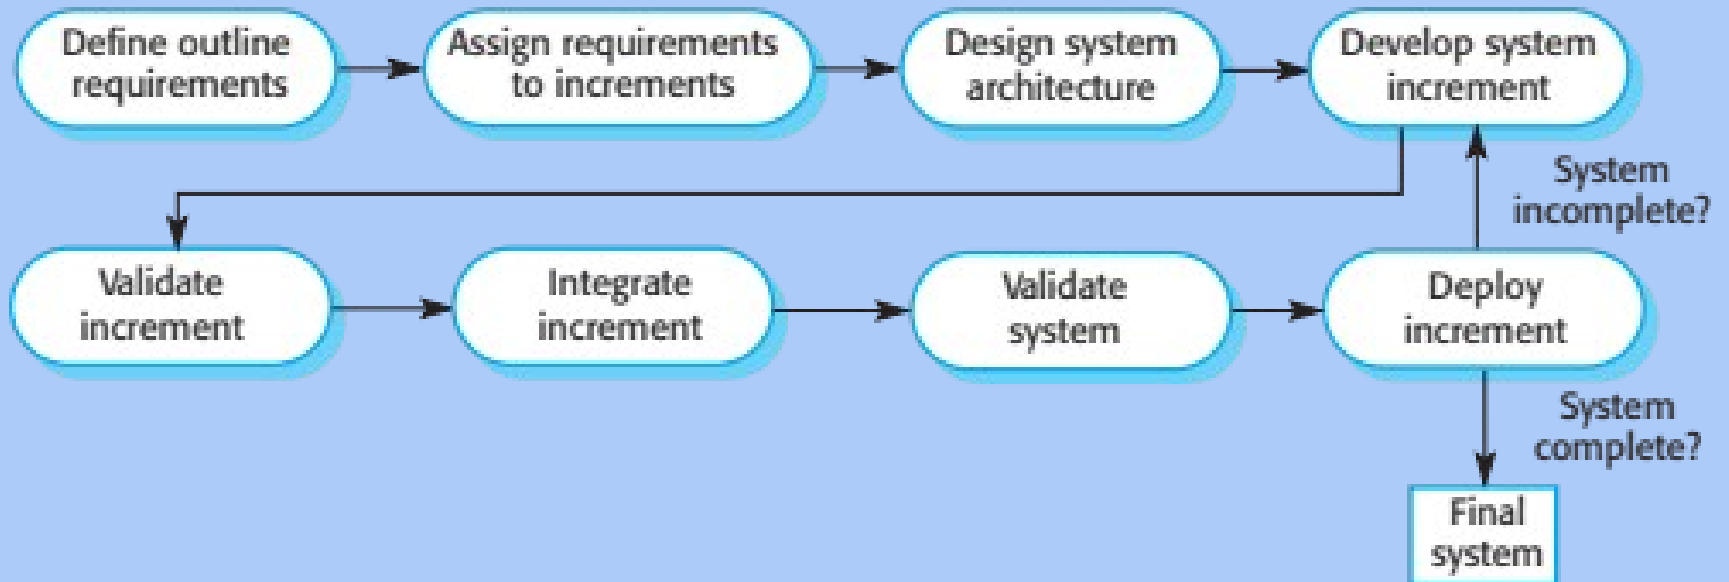 Define outline
requirements
Assign requirements
to increments
Design system
architecture
Develop system
increment
System
incomplete?
Validate
increment
Integrate
increment
Validate
system
Deploy
increment
System
complete?
Final
system